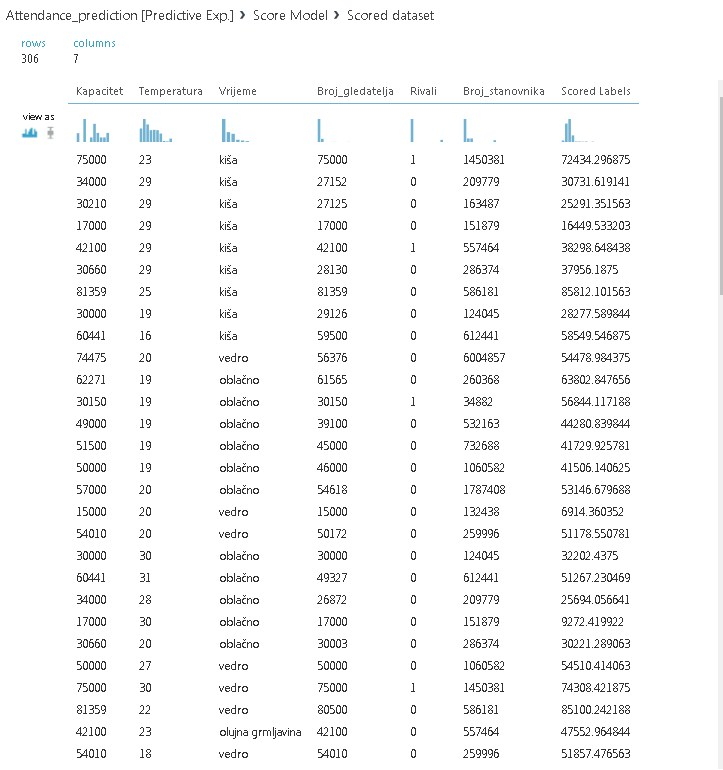 Attendance_prediction [Predictive Exp.] › Score Model › Scored dataset
rows columns
306 7
Kapacitet Temperatura Vrijeme Broj_gledatelja Rivali Broj_stanovnika Scored Labels
view as
75000 23 kiša 75000 1 1450381 72434.296875
34000 29 kiša 27152 0 209779 30731.619141
30210 29 kiša 27125 0 163487 25291.351563
17000 29 kiša 17000 0 151879 16449.533203
42100 29 kiša 42100 1 557464 38298.648438
30660 29 kiša 28130 0 286374 37956.1875
81359 25 kiša 81359 0 586181 85812.101563
30000 19 kiša 29126 0 124045 28277.589844
60441 16 kiša 59500 0 612441 58549.546875
74475 20 vedro 56376 0 6004857 54478.984375
62271 19 oblačno 61565 0 260368 63802.847656
30150 19 oblačno 30150 1 34882 56844.117188
49000 19 oblačno 39100 0 532163 44280.839844
51500 19 oblačno 45000 0 732688 41729.925781
50000 19 oblačno 46000 0 1060582 41506.140625
57000 20 oblačno 54618 0 1787408 53146.679688
15000 20 vedro 15000 0 132438 6914.360352
54010 20 vedro 50172 0 259996 51178.550781
30000 30 oblačno 30000 0 124045 32202.4375
60441 31 oblačno 49327 0 612441 51267.230469
34000 28 oblačno 26872 0 209779 25694.056641
17000 30 oblačno 17000 0 151879 9272.419922
30660 20 oblačno 30003 0 286374 30221.289063
50000 27 vedro 50000 0 1060582 54510.414063
75000 30 vedro 75000 1 1450381 74308.421875
81359 22 vedro 80500 0 586181 85100.242188
42100 23 olujna grmljavina 42100 0 557464 47552.964844
54010 18 vedro 54010 0 259996 51857.476563